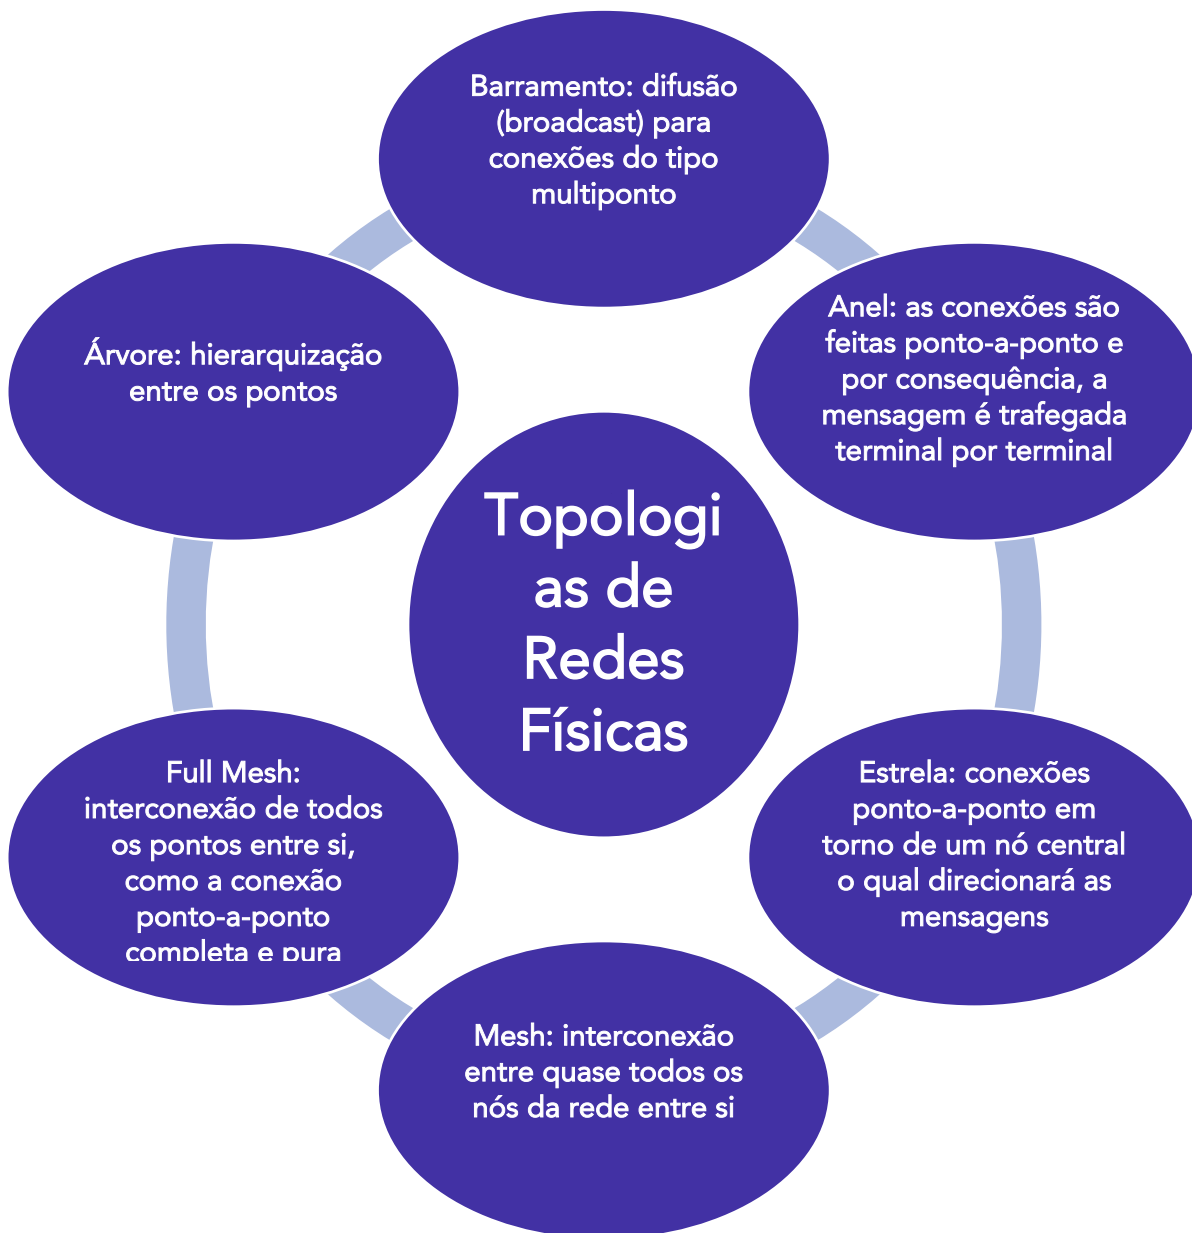 Barramento: difusão
(broadcast) para
conexões do tipo
multiponto
Anel: as conexões são
feitas ponto-a-ponto e
por consequência, a
mensagem é trafegada
terminal por terminal
Estrela: conexões
ponto-a-ponto em
torno de um nó central
o qual direcionará as
mensagens
Mesh: interconexão
entre quase todos os
nós da rede entre si
Full Mesh:
interconexão de todos
os pontos entre si,
como a conexão
ponto-a-ponto
completa e pura
Árvore: hierarquização
entre os pontos
Topologi
as de
Redes
Físicas